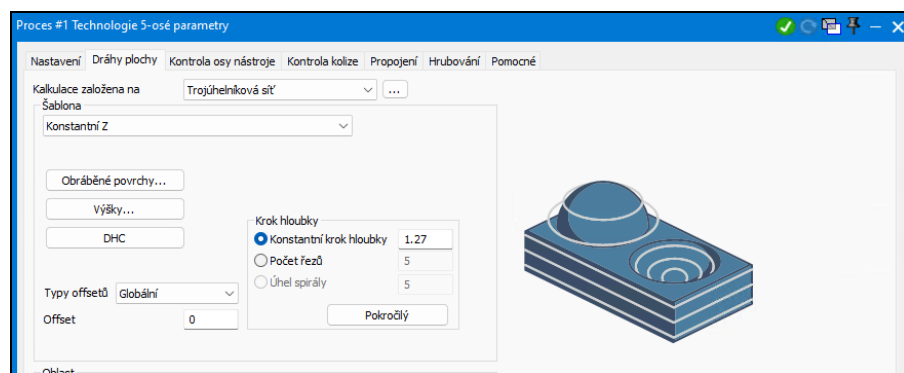 Proces #1 Technologie 5-osé parametry
Nastavení Dráhy plochy Kontrola osy nástroje Kontrola kolize Propojení Hrubování Pomocné
Kalkulace založena na Trojúhelníková síť ...
Šablona
Konstantní Z
Obráběné povrchy...
Výšky...
DHC
Krok hloubky
Konstantní krok hloubky 1.27
Počet řezů 5
Úhel spirály 5
Pokročilý
Typy offsetů Globální
Offset 0
Oblast